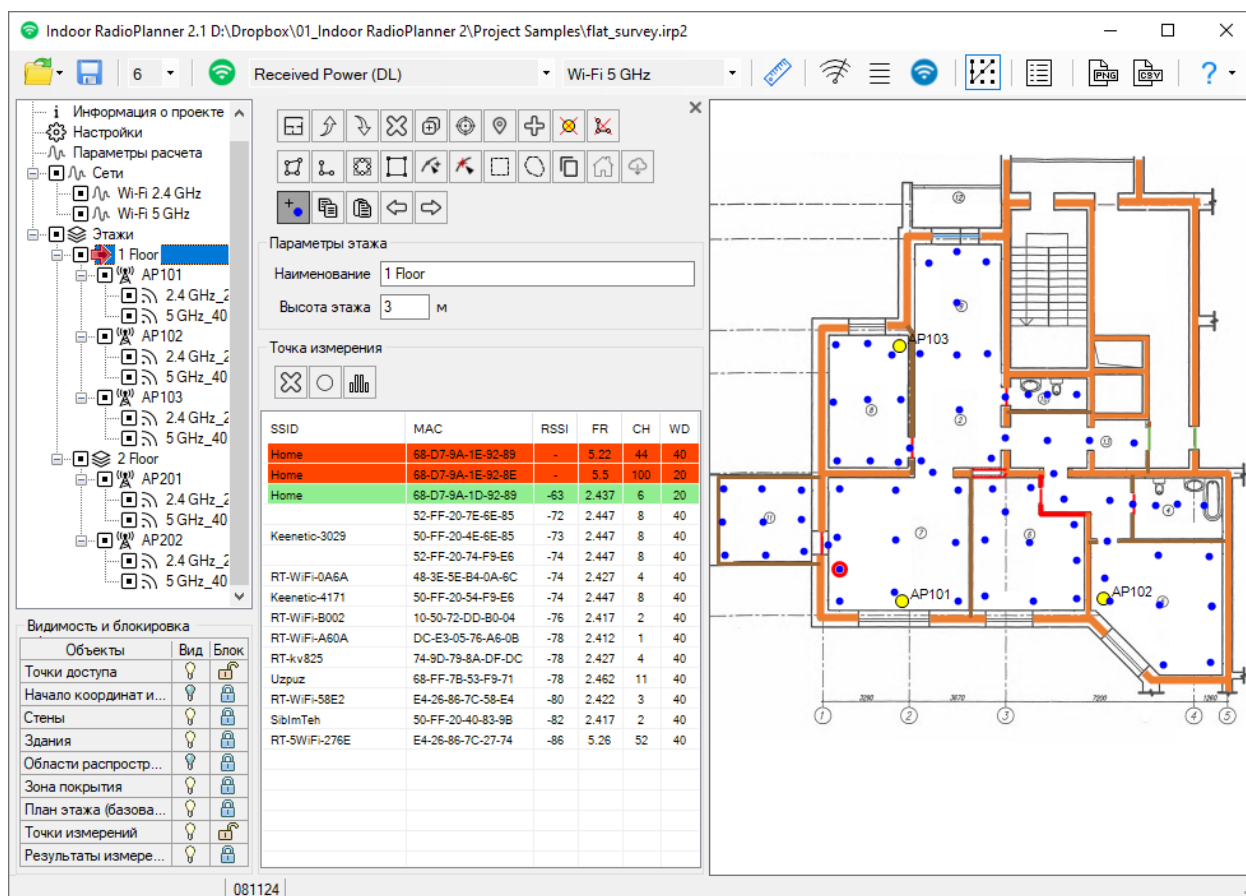 Indoor RadioPlanner 2.1 D:\Dropbox\01_Indoor RadioPlanner 2\Project Samples\flat_survey.irp2
6
Received Power (DL)
Wi-Fi 5 GHz
PNG
CSV
?
i Информация о проекте
Настройки
Параметры расчета
Сети
Wi-Fi 2.4 GHz
Wi-Fi 5 GHz
Этажи
1 Floor
AP101
2.4 GHz_2
5 GHz_40
AP102
2.4 GHz_2
5 GHz_40
AP103
2.4 GHz_2
5 GHz_40
2 Floor
AP201
2.4 GHz_2
5 GHz_40
AP202
2.4 GHz_2
5 GHz_40
Видимость и блокировка
Объекты Вид Блок
Точки доступа
Начало координат и...
Стены
Здания
Области распростр...
Зона покрытия
План этажа (базова...
Точки измерений
Результаты измере...
Параметры этажа
Наименование 1 Floor
Высота этажа 3 м
Точка измерения
SSID MAC RSSI FR CH WD
Home 68-D7-9A-1E-92-89 - 5.22 44 40
Home 68-D7-9A-1E-92-8E - 5.5 100 20
Home 68-D7-9A-1D-92-89 -63 2.437 6 20
52-FF-20-7E-6E-85 -72 2.447 8 40
Keenetic-3029 50-FF-20-4E-6E-85 -73 2.447 8 40
52-FF-20-74-F9-E6 -74 2.447 8 40
RT-WiFi-0A6A 48-3E-5E-B4-0A-6C -74 2.427 4 40
Keenetic-4171 50-FF-20-54-F9-E6 -74 2.447 8 40
RT-WiFi-B002 10-50-72-DD-B0-04 -76 2.417 2 40
RT-WiFi-A60A DC-E3-05-76-A6-0B -78 2.412 1 40
RT-kv825 74-9D-79-8A-DF-DC -78 2.427 4 40
Uzpuz 68-FF-7B-53-F9-71 -78 2.462 11 40
RT-WiFi-58E2 E4-26-86-7C-58-E4 -80 2.422 3 40
SibImTeh 50-FF-20-40-83-9B -82 2.417 2 40
RT-5WiFi-276E E4-26-86-7C-27-74 -86 5.26 52 40
12
AP103
8
2
13
11
7
6
4
AP101
AP102
3670
1 2 3 4 5
081124